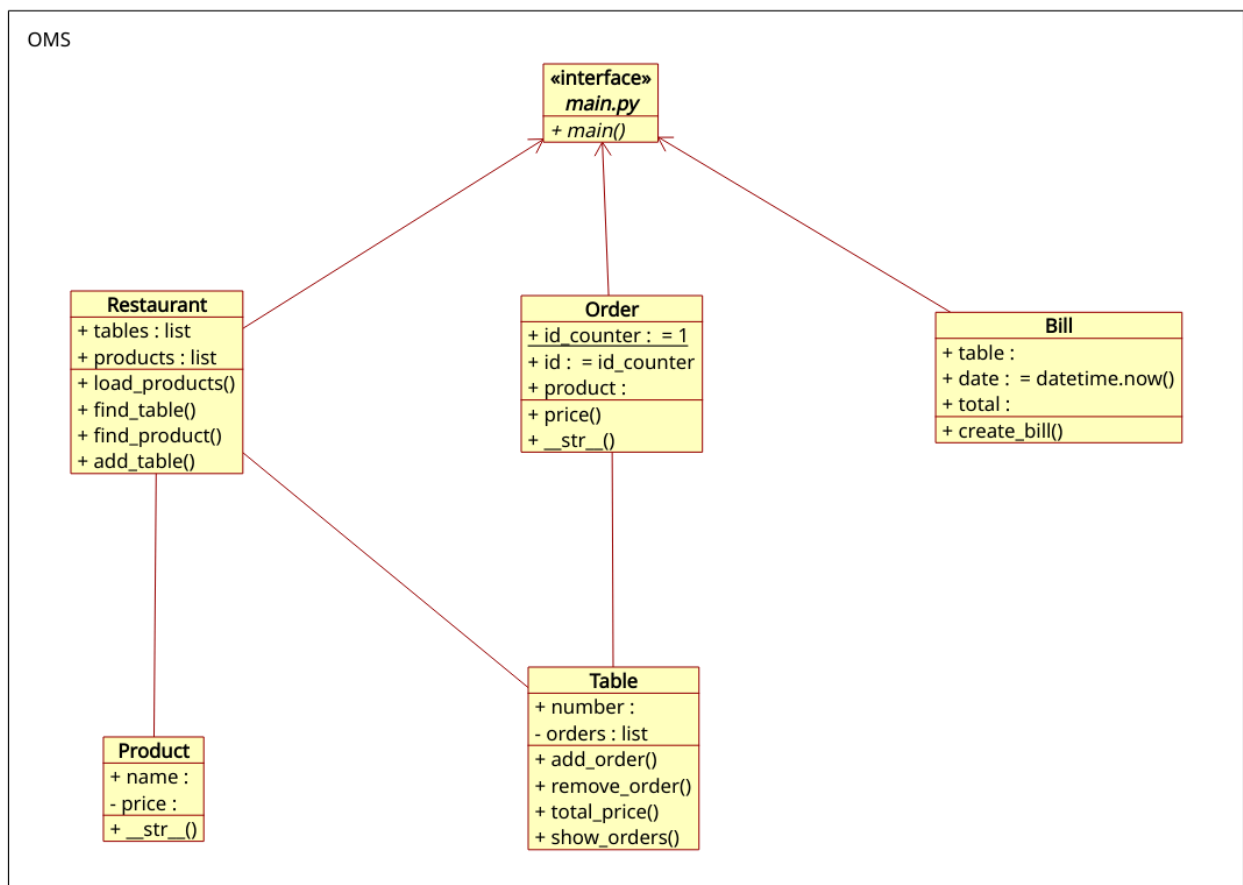 OMS
«interface»
main.py
+ main()
Restaurant
+ tables : list
+ products : list
+ load_products()
+ find_table()
+ find_product()
+ add_table()
Order
+ id_counter :  = 1
+ id :  = id_counter
+ product :
+ price()
+ __str__()
Bill
+ table :
+ date :  = datetime.now()
+ total :
+ create_bill()
Product
+ name :
- price :
+ __str__()
Table
+ number :
- orders : list
+ add_order()
+ remove_order()
+ total_price()
+ show_orders()